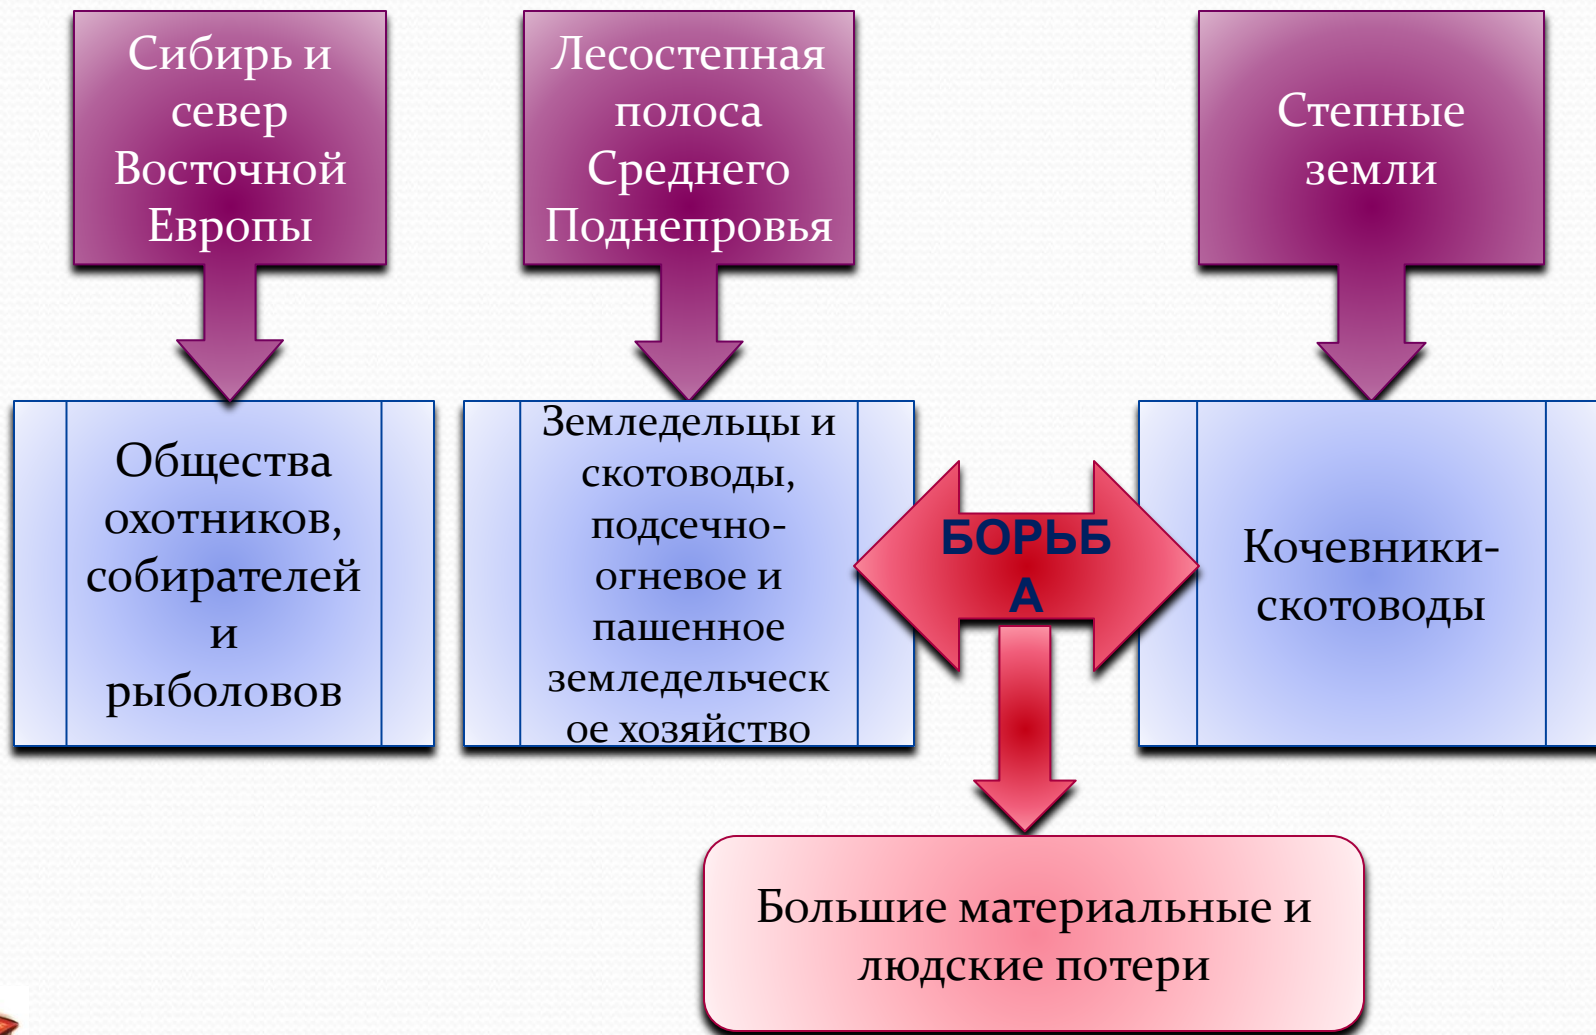 Сибирь и
север
Восточной
Европы
Лесостепная
полоса
Среднего
Поднепровья
Степные
земли
Общества
охотников,
собирателей
и
рыболовов
Земледельцы и
скотоводы,
подсечно-
огневое и
пашенное
земледельческ
ое хозяйство
БОРЬБ
А
Кочевники-
скотоводы
Большие материальные и
людские потери